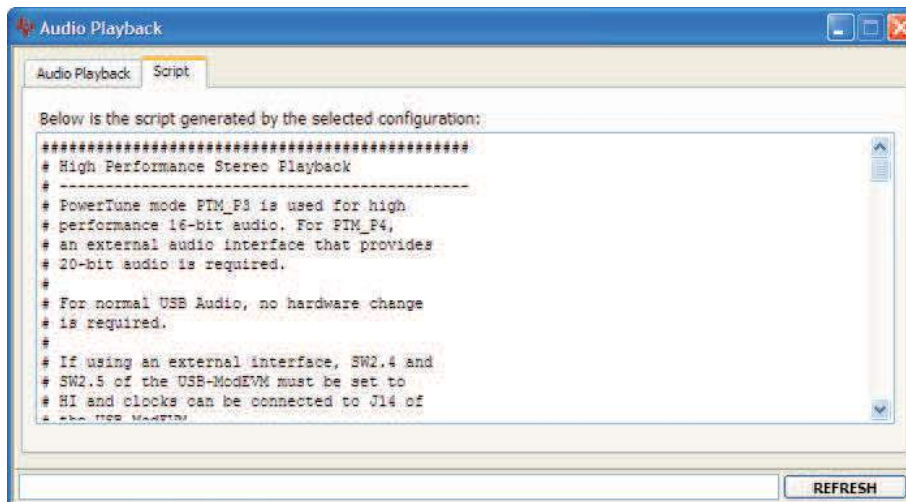 Audio Playback
Audio Playback
Script
Below is the script generated by the selected configuration:
###############################################
# High Performance Stereo Playback
# ---------------------------------------------
# PowerTune mode PTM_P3 is used for high
# performance 16-bit audio. For PTM_P4,
# an external audio interface that provides
# 20-bit audio is required.
#
# For normal USB Audio, no hardware change
# is required.
#
# If using an external interface, SW2.4 and
# SW2.5 of the USB-ModEVM must be set to
# HI and clocks can be connected to J14 of
# the USB-ModEVM
REFRESH